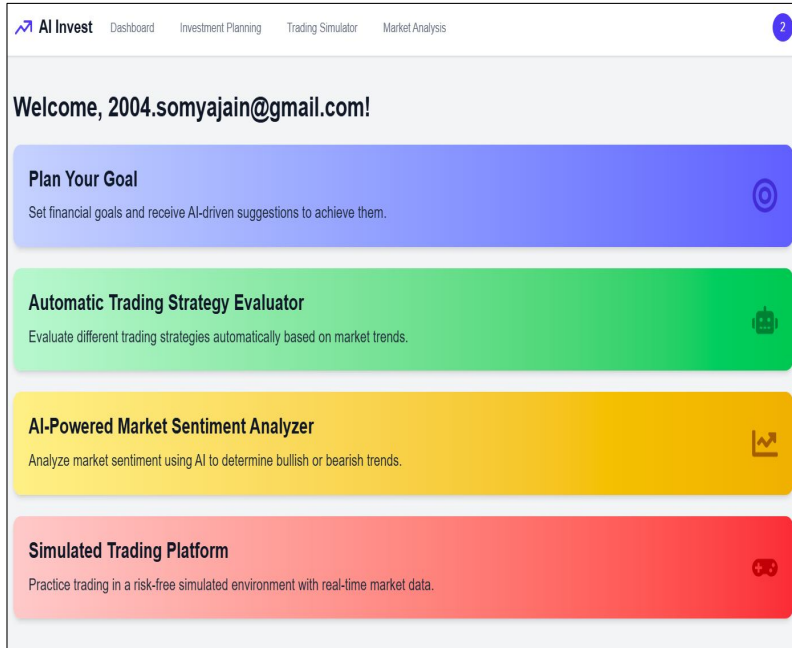 AI Invest Dashboard Investment Planning Trading Simulator Market Analysis 2
Welcome, 2004.somyajain@gmail.com!
Plan Your Goal
Set financial goals and receive AI-driven suggestions to achieve them.
Automatic Trading Strategy Evaluator
Evaluate different trading strategies automatically based on market trends.
AI-Powered Market Sentiment Analyzer
Analyze market sentiment using AI to determine bullish or bearish trends.
Simulated Trading Platform
Practice trading in a risk-free simulated environment with real-time market data.